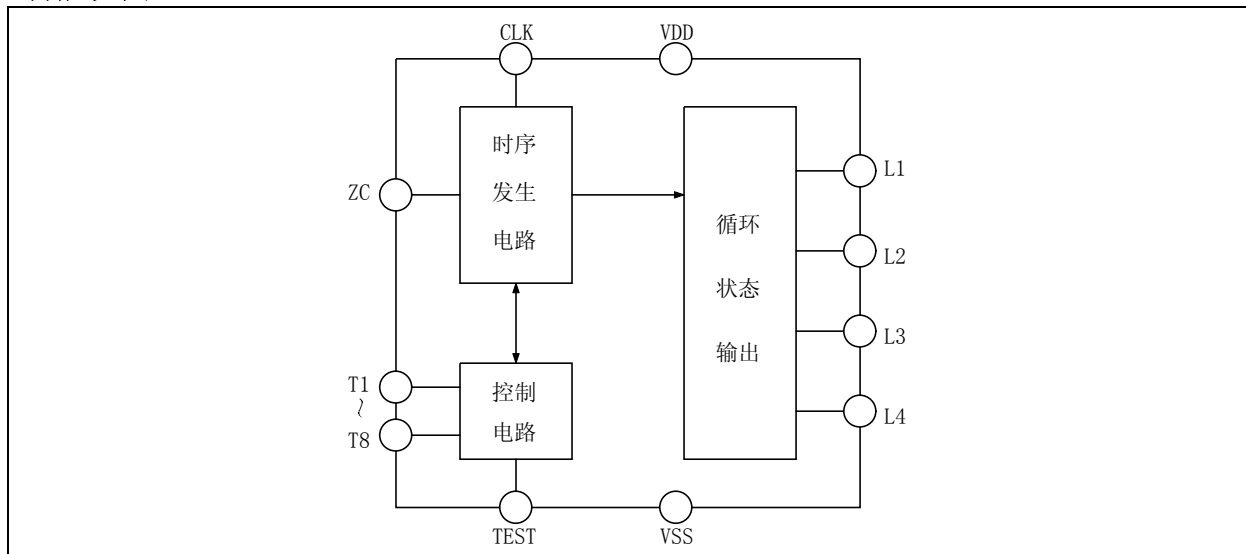 CLK
VDD
时序
发生
电路
ZC
循环
状态
输出
L1
L2
L3
L4
T1
~
T8
控制
电路
TEST
VSS